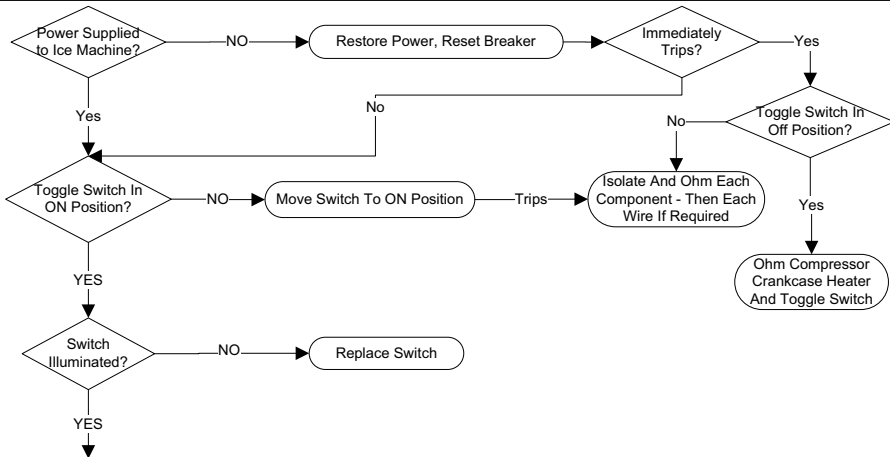 Power Supplied
to Ice Machine?
NO
Restore Power, Reset Breaker
Immediately
Trips?
Yes
Yes
No
Toggle Switch In
Off Position?
No
Toggle Switch In
ON Position?
NO
Move Switch To ON Position
Trips
Isolate And Ohm Each
Component - Then Each
Wire If Required
Yes
Ohm Compressor
Crankcase Heater
And Toggle Switch
YES
Switch
Illuminated?
NO
Replace Switch
YES